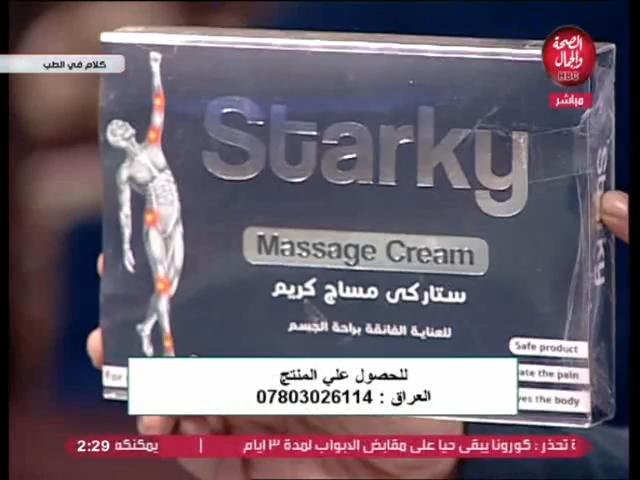 كلام في الطب
الصحة
والجمال
HBC
مباشر
Starky
Massage Cream
ستاركى مساج كريم
للعناية الفائقة براحة الجسم
Safe product
ate the pain
es the body
For
للحصول علي المنتج
العراق : 07803026114
ة تحذر : كورونا يبقى حيا على مقابض الابواب لمدة ٣ ايام | يمكنكه
2:29